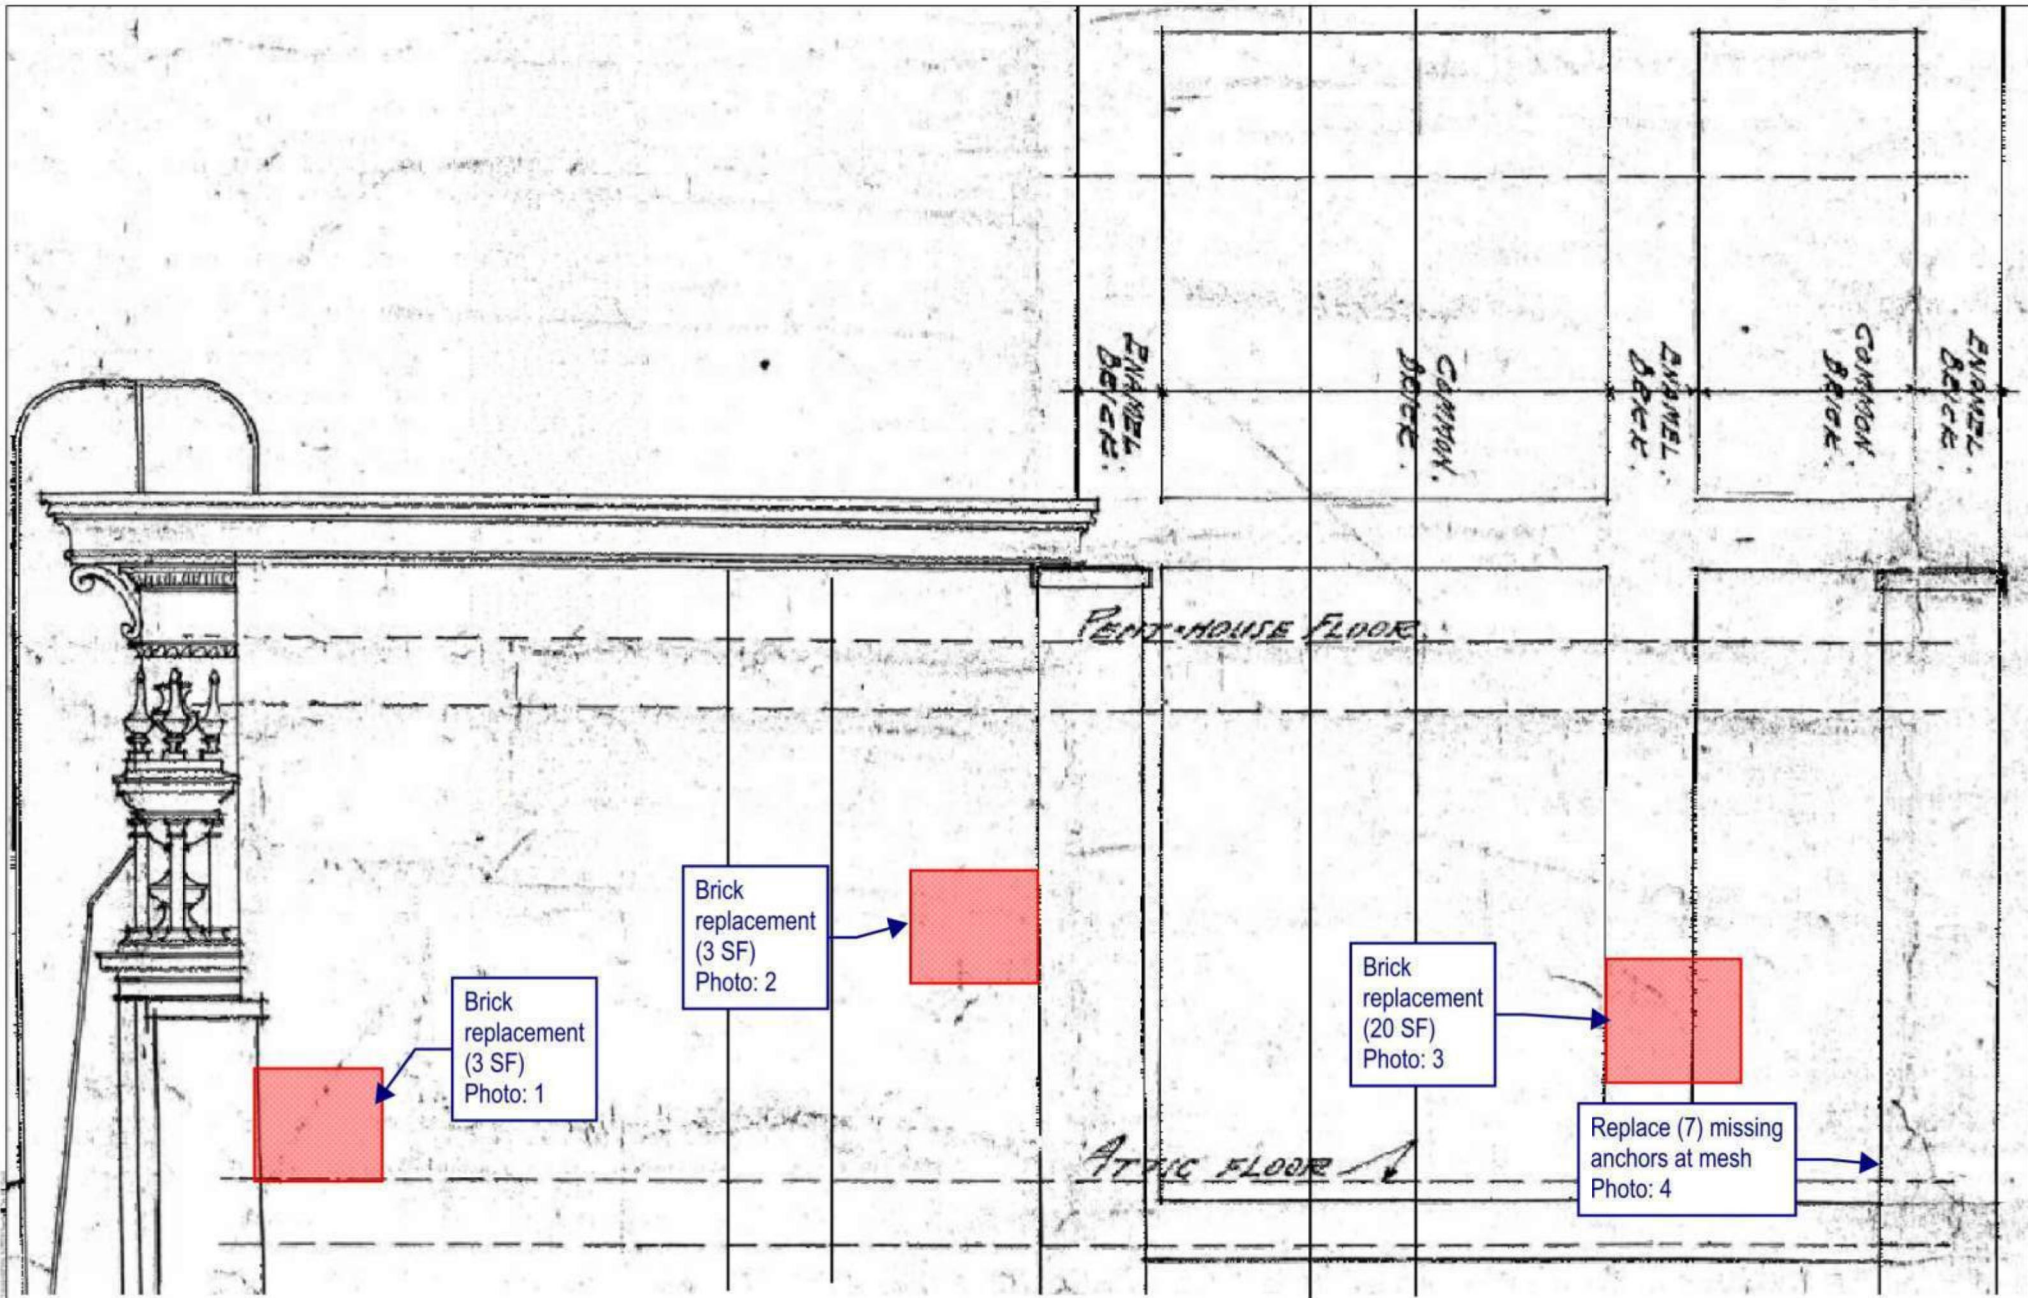 ENAMEL
BRICK.
COMMON.
BRICK.
ENAMEL.
BRICK.
COMMON.
BRICK.
ENAMEL.
BRICK.
PENT-HOUSE FLOOR.
Brick
replacement
(3 SF)
Photo: 2
Brick
replacement
(20 SF)
Photo: 3
Brick
replacement
(3 SF)
Photo: 1
Replace (7) missing
anchors at mesh
Photo: 4
ATTIC FLOOR